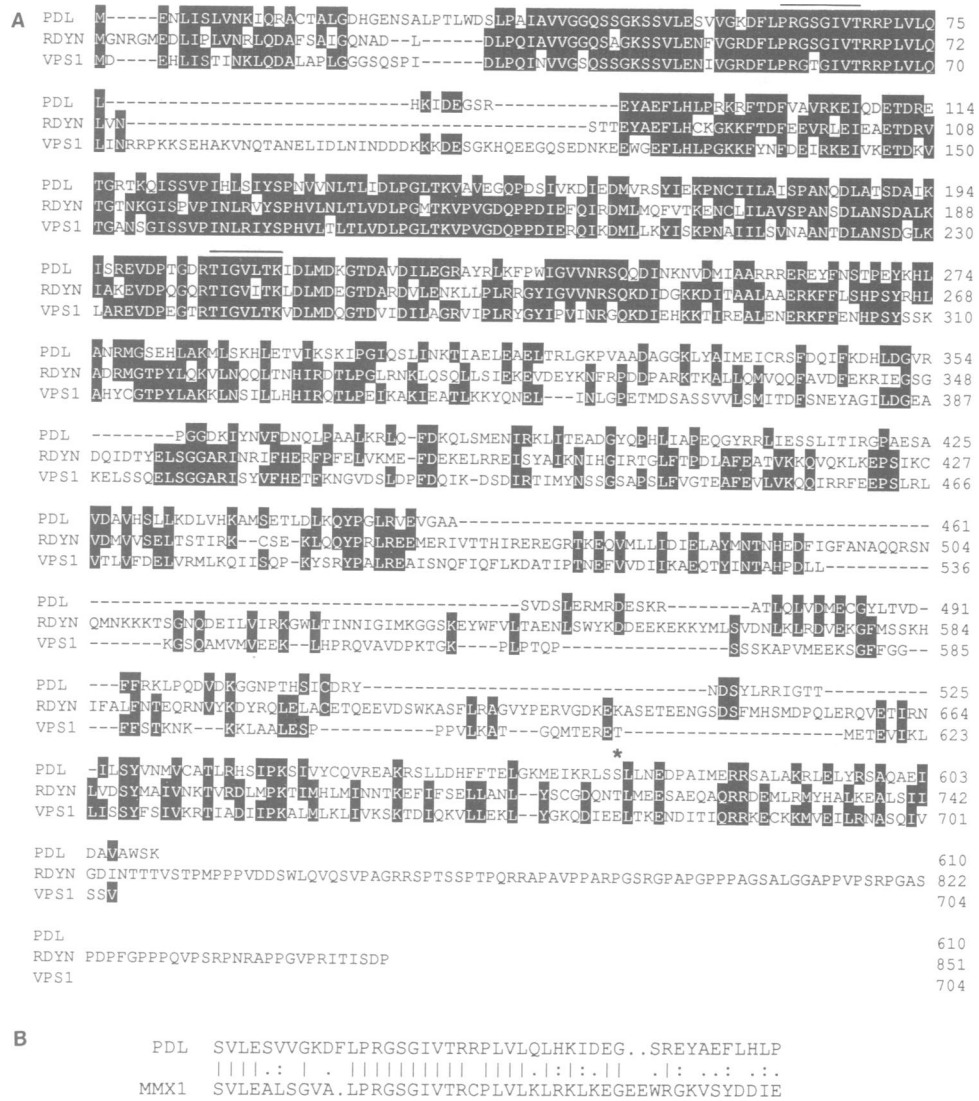 A
PDL M-----ENLISLVNKIQRACTALGDHGENSALPTLWDSLPAIAVVGGQSSGKSSVLESVVGKDFLPRGSGIVTRRPLVLQ 75
RDYN MGNRGMEDLIPLVNRLQDAFSAIGQNAD--L------DLPQIAVVGGQSAGKSSVLENFVGRDFLPRGSGIVTRRPLVLQ 72
VPS1 MD----EHLISTINKLQDALAPLGGGSQSPI------DLPQINVVGSQSSGKSSVLENIVGRDFLPRGTGIVTRRPLVLQ 70
PDL L-----------------------------HKIDEGSR------------EYAEFLHLPRKRFTDFVAVRKEIQDETDRE 114
RDYN LVN--------------------------------------------STTEYAEFLHCKGKKFTDFEEVRLEIEAETDRV 108
VPS1 LINRRPKKSEHAKVNQTANELIDLNINDDDKKKDESGKHQEEGQSEDNKEEWGEFLHLPGKKFYNFDEIRKEIVKETDKV 150
PDL TGRTKQISSVPIHLSIYSPNVVNLTLIDLPGLTKVAVEGQPDSIVKDIEDMVRSYIEKPNCIILAISPANQDLATSDAIK 194
RDYN TGTNKGISPVPINLRVYSPHVLNLTLVDLPGMTKVPVGDQPPDIEFQIRDMLMQFVTKENCLILAVSPANSDLANSDALK 188
VPS1 TGANSGISSVPINLRIYSPHVLTLTLVDLPGLTKVPVGDQPPDIERQIKDMLLKYISKPNAIILSVNAANTDLANSDGLK 230
PDL ISREVDPTGDRTIGVLTKIDLMDKGTDAVDILEGRAYRLKFPWIGVVNRSQQDINKNVDMIAARRREREYFNSTPEYKHL 274
RDYN IAKEVDPQGQRTIGVITKLDLMDEGTDARDVLENKLLPLRRGYIGVVNRSQKDIDGKKDITAALAAERKFFLSHPSYRHL 268
VPS1 LAREVDPEGTRTIGVLTKVDLMDQGTDVIDILAGRVIPLRYGYIPVINRGQKDIEHKKTIREALENERKFFENHPSYSSK 310
PDL ANRMGSEHLAKMLSKHLETVIKSKIPGIQSLINKTIAELEAELTRLGKPVAADAGGKLYAIMEICRSFDQIFKDHLDGVR 354
RDYN ADRMGTPYLQKVLNQQLTNHIRDTLPGLRNKLQSQLLSIEKEVDEYKNFRPDDPARKTKALLQMVQQFAVDFEKRIEGSG 348
VPS1 AHYCGTPYLAKKLNSILLHHIRQTLPEIKAKIEATLKKYQNEL---INLGPETMDSASSVVLSMITDFSNEYAGILDGEA 387
PDL --------PGGDKIYNVFDNQLPAALKRLQ-FDKQLSMENIRKLITEADGYQPHLIAPEQGYRRLIESSLITIRGPAESA 425
RDYN DQIDTYELSGGARINRIFHERFPFELVKME-FDEKELRREISYAIKNIHGIRTGLFTPDLAFEATVKKQVQKLKEPSIKC 427
VPS1 KELSSQELSGGARISYVFHETFKNGVDSLDPFDQIK-DSDIRTIMYNSSGSAPSLFVGTEAFEVLVKQQIRRFEEPSLRL 466
PDL VDAVHSLLKDLVHKAMSETLDLKQYPGLRVEVGAA--------------------------------------------- 461
RDYN VDMVVSELTSTIRK--CSE-KLQQYPRLREEMERIVTTHIREREGRTKEQVMLLIDIELAYMNTNHEDFIGFANAQQRSN 504
VPS1 VTLVFDELVRMLKQIISQP-KYSRYPALREAISNQFIQFLKDATIPTNEFVVDIIKAEQTYINTAHPDLL---------- 536
PDL -----------------------------------------SVDSLERMRDESKR-------ATLQLVDMECGYLTVD- 491
RDYN QMNKKKTSGNQDEILVIRKGWLTINNIGIMKGGSKEYWFVLTAENLSWYKDDEEKEKKYMLSVDNLKLRDVEKGFMSSKH 584
VPS1 -------KGSQAMVMVEEK--LHPRQVAVDPKTGK----PLPTQP----------------SSSKAPVMEEKSGFFGG-- 585
PDL ---FFRKLPQDVDKGGNPTHSICDRY---------------------------------NDSYLRRIGTT---------- 525
RDYN IFALFNTEQRNVYKDYRQLELACETQEEVDSWKASFLRAGVYPERVGDKEKASETEENGSDSFMHSMDPQLERQVETIRN 664
VPS1 ---FFSTKNK----KKLAALESP---------PPVLKAT---GQMTERET---------------------METEVIKL 623
*
PDL -ILSYVNMVCATLRHSIPKSIVYCQVREAKRSLLDHFFTELGKMEIKRLSSLLNEDPAIMERRSALAKRLELYRSAQAEI 603
RDYN LVDSYMAIVNKTVRDLMPKTIMHLMINNTKEFIFSELLANL--YSCGDQNTLMEESAEQAQRRDEMLRMYHALKEALSII 742
VPS1 LISSYFSIVKRTIADIIPKALMLKLIVKSKTDIQKVLLEKL--YGKQDIEELTKENDITIQRRKECKKMVEILRNASQIV 701
PDL DAVAWSK 610
RDYN GDINTTTVSTPMPPPVDDSWLQVQSVPAGRRSPTSSPTPQRRAPAVPPARPGSRGPAPGPPPAGSALGGAPPVPSRPGAS 822
VPS1 SSV 704
PDL 610
RDYN PDPFGPPPQVPSRPNRAPPGVPRITISDP 851
VPS1 704
B
PDL SVLESVVGKDFLPRGSGIVTRRPLVLQLHKIDEG..SREYAEFLHLP
||||.: | . ||||||||| |||||.|:|.:|| |.:. :: ..:.
MMX1 SVLEALSGVA.LPRGSGIVTRCPLVLKLRKLKEGEEWRGKVSYDDIE